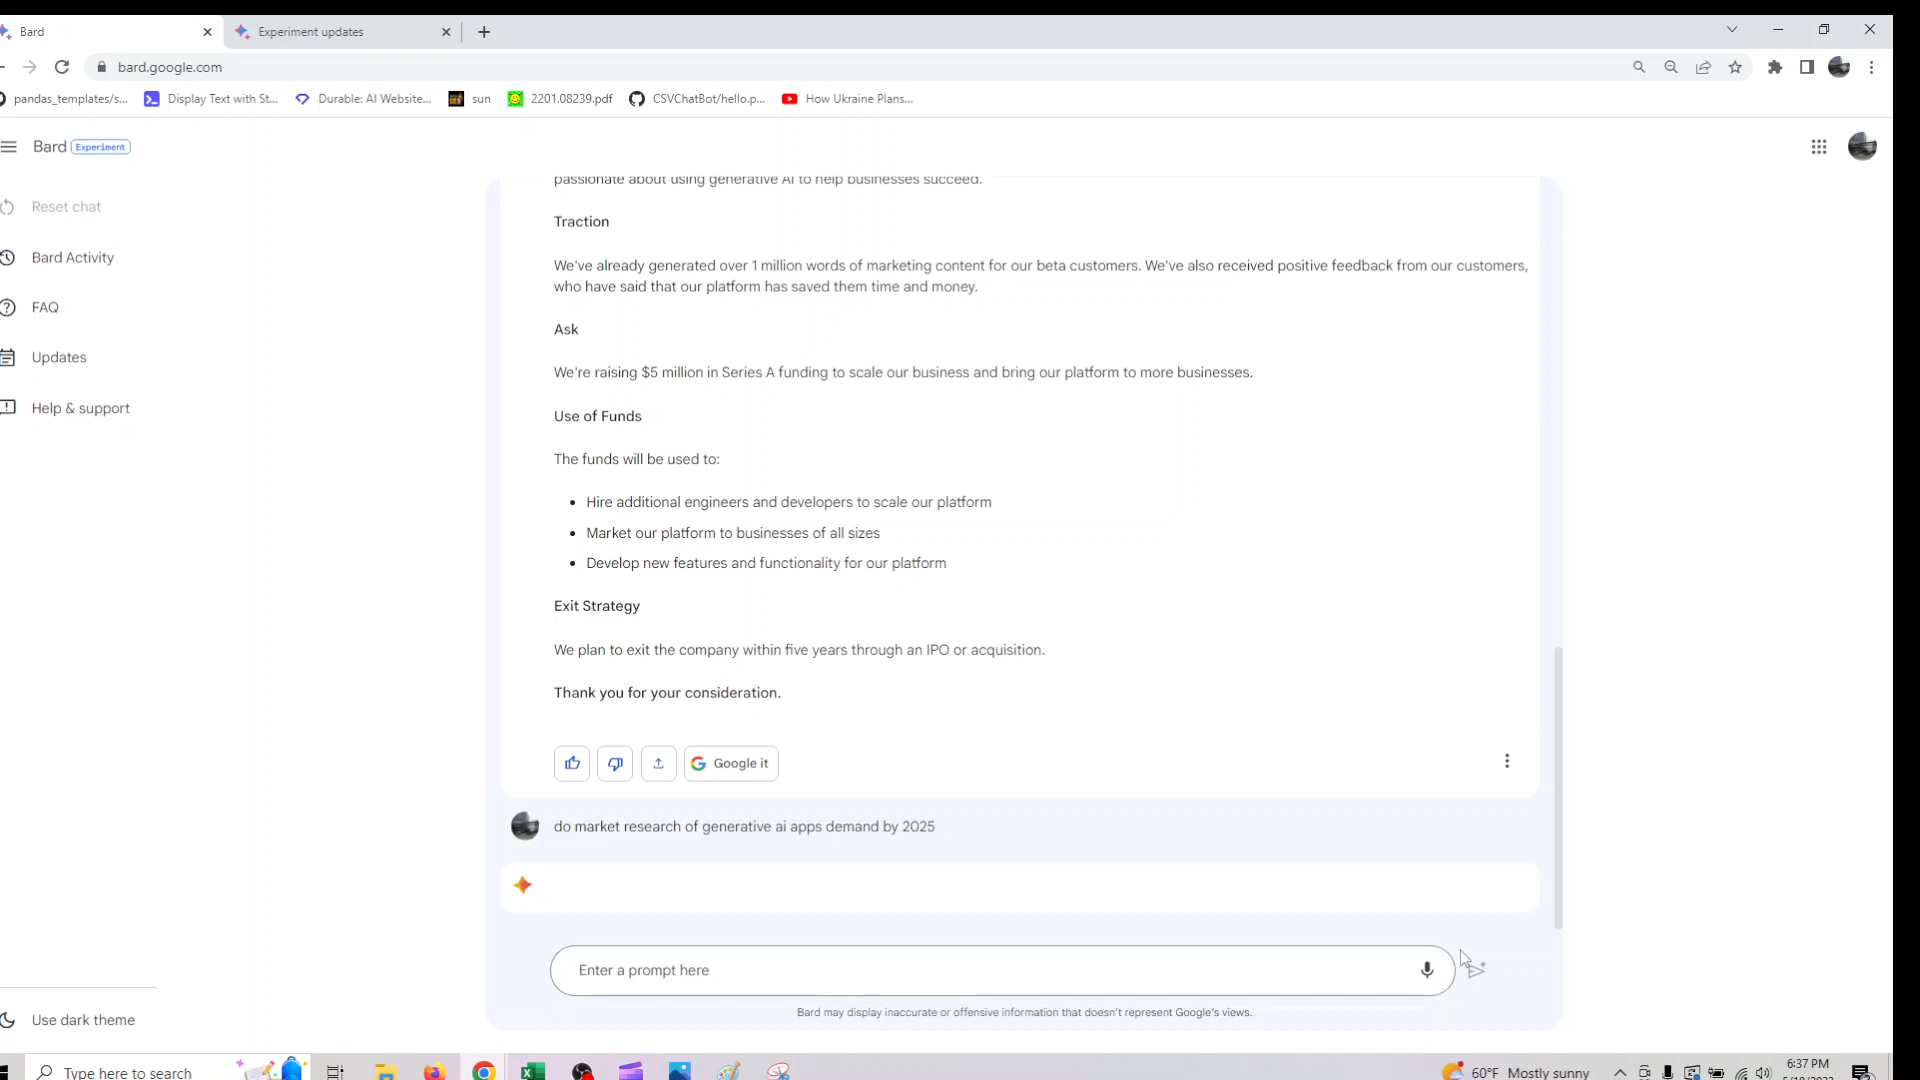 Bard
Experiment updates
bard.google.com
pandas_templates/s...
Display Text with St...
Durable: AI Website...
sun
2201.08239.pdf
CSVChatBot/hello.p...
How Ukraine Plans...
Bard Experiment
Reset chat
Bard Activity
FAQ
Updates
Help & support
Use dark theme
passionate about using generative AI to help businesses succeed.
Traction
We've already generated over 1 million words of marketing content for our beta customers. We've also received positive feedback from our customers,
who have said that our platform has saved them time and money.
Ask
We're raising $5 million in Series A funding to scale our business and bring our platform to more businesses.
Use of Funds
The funds will be used to:
• Hire additional engineers and developers to scale our platform
• Market our platform to businesses of all sizes
• Develop new features and functionality for our platform
Exit Strategy
We plan to exit the company within five years through an IPO or acquisition.
Thank you for your consideration.
Google it
do market research of generative ai apps demand by 2025
Enter a prompt here
Bard may display inaccurate or offensive information that doesn't represent Google's views.
Type here to search
60°F Mostly sunny
6:37 PM